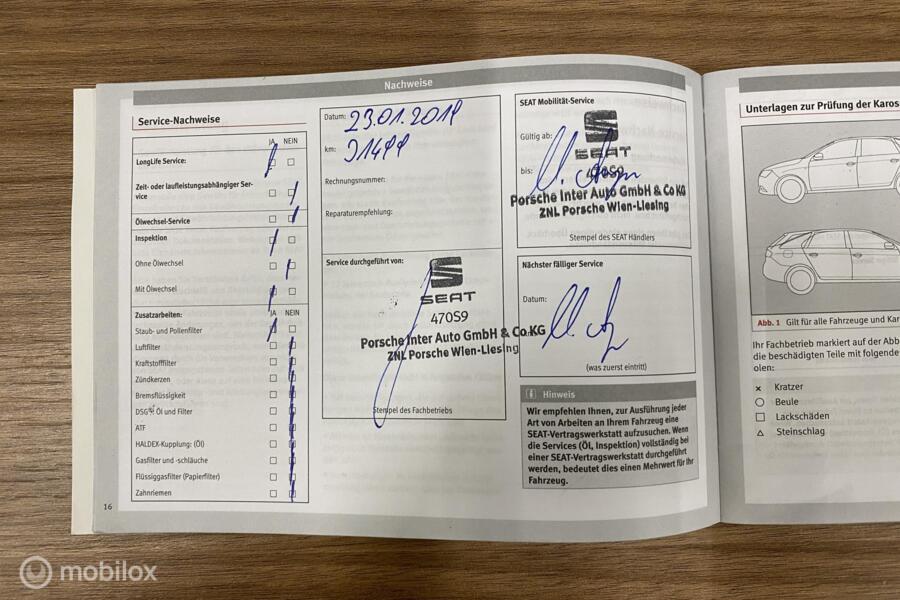 Nachweise
Service-Nachweise
JA NEIN
LongLife Service:
Zeit- oder laufleistungsabhängiger Ser-
vice
Ölwechsel-Service
Inspektion
Ohne Ölwechsel
Mit Ölwechsel
Zusatzarbeiten: JA NEIN
Staub- und Pollenfilter
Luftfilter
Kraftstofffilter
Zündkerzen
Bremsflüssigkeit
DSG® Öl und Filter
ATF
HALDEX-Kupplung: (Öl)
Gasfilter und -schläuche
Flüssiggasfilter (Papierfilter)
Zahnriemen
16
Datum: 23.01.2019
km:
Rechnungsnummer:
Reparaturempfehlung:
Service durchgeführt von:
SEAT
470S9
Porsche Inter Auto GmbH & Co KG
ZNL Porsche Wien-Liesing
Stempel des Fachbetriebs
SEAT Mobilität-Service
Gültig ab:
SEAT
bis:
470S9
Porsche Inter Auto GmbH & Co KG
ZNL Porsche Wien-Liesing
Stempel des SEAT Händlers
Nächster fälliger Service
Datum:
km:
(was zuerst eintritt)
Hinweis
Wir empfehlen Ihnen, zur Ausführung jeder
Art von Arbeiten an Ihrem Fahrzeug eine
SEAT-Vertragswerkstatt aufzusuchen. Wenn
die Services (Öl, Inspektion) vollständig bei
einer SEAT-Vertragswerkstatt durchgeführt
werden, bedeutet dies einen Mehrwert für Ihr
Fahrzeug.
Unterlagen zur Prüfung der Karos
Abb. 1 Gilt für alle Fahrzeuge und Kar
Ihr Fachbetrieb markiert auf der Abb
die beschädigten Teile mit folgende
olen:
Kratzer
Beule
Lackschäden
Steinschlag
mobilox